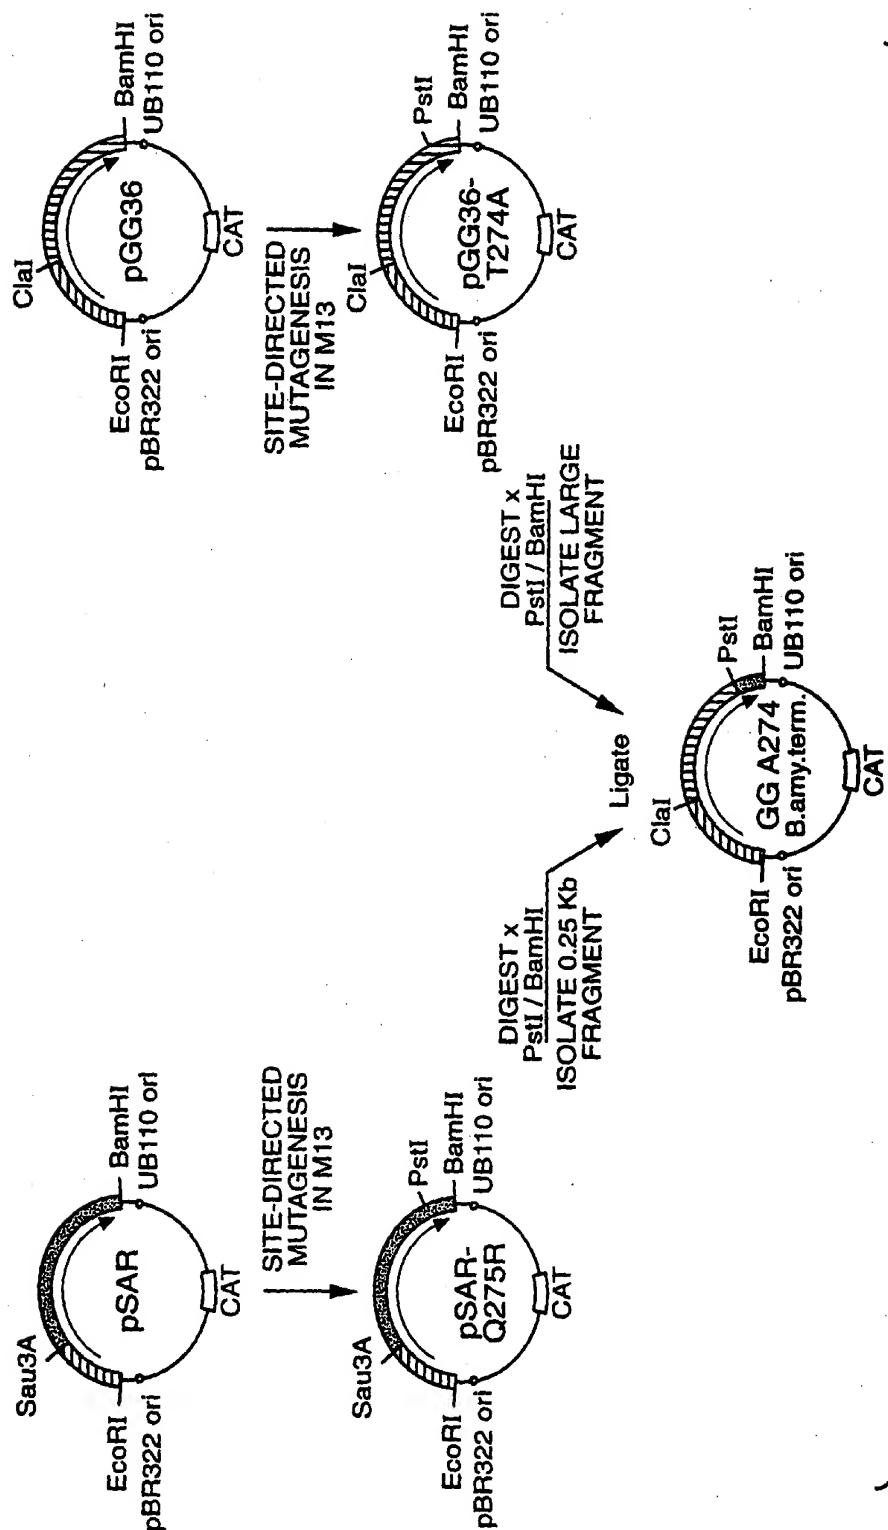 Sau3A
pSAR
BamHI
UB110 ori
EcoRI
pBR322 ori
CAT
SITE-DIRECTED
MUTAGENESIS
IN M13
Sau3A
pSAR-
Q275R
PstI
BamHI
UB110 ori
EcoRI
pBR322 ori
CAT
ClaI
pGG36
BamHI
UB110 ori
EcoRI
pBR322 ori
CAT
SITE-DIRECTED
MUTAGENESIS
IN M13
ClaI
pGG36-
T274A
PstI
BamHI
UB110 ori
EcoRI
pBR322 ori
CAT
DIGEST x
PstI / BamHI
ISOLATE 0.25 Kb
FRAGMENT
DIGEST x
PstI / BamHI
ISOLATE LARGE
FRAGMENT
Ligate
ClaI
GG A274
B.amy.term.
PstI
BamHI
UB110 ori
EcoRI
pBR322 ori
CAT